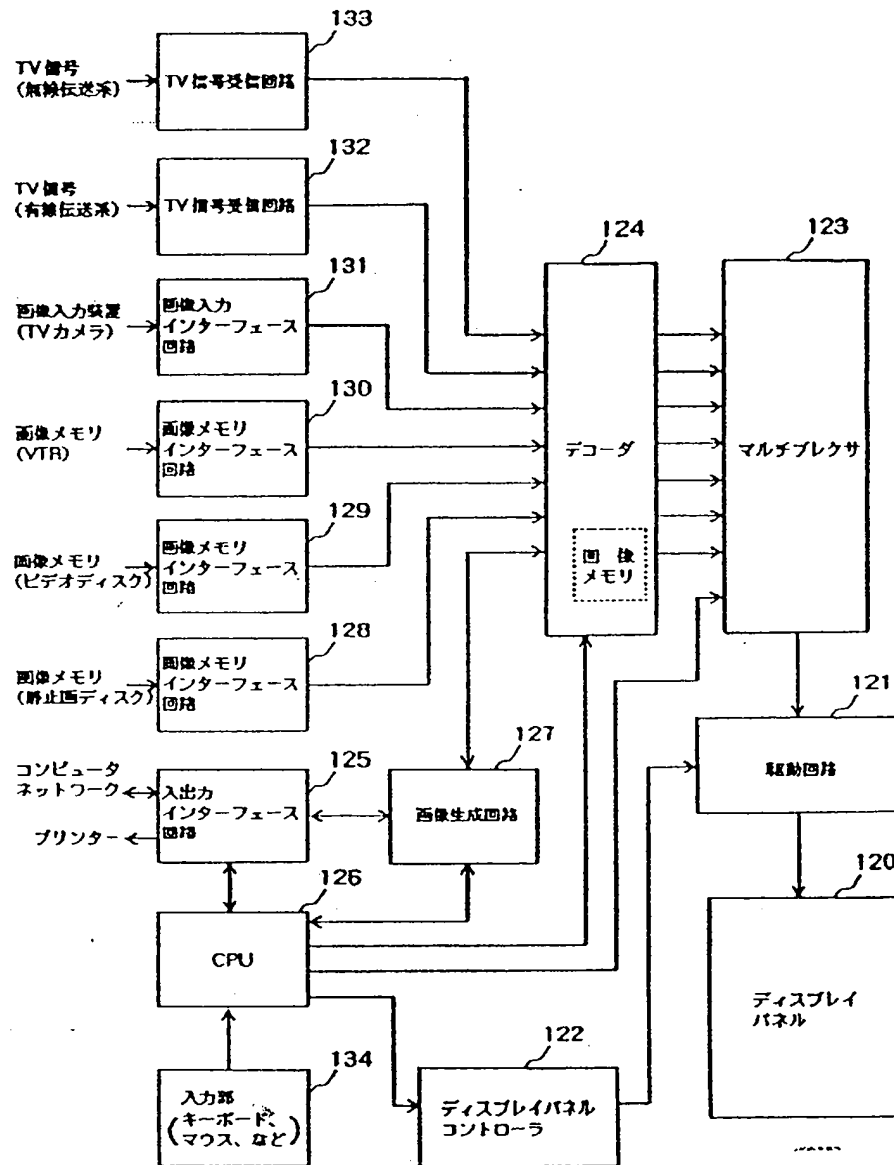 133
TV信号
(無線伝送系)
TV信号受信回路
132
TV信号
(有線伝送系)
TV信号受信回路
124
123
131
画像入力装置
(TVカメラ)
画像入力
インターフェース
回路
130
画像メモリ
(VTR)
画像メモリ
インターフェース
回路
デコーダ
マルチプレクサ
129
画像メモリ
(ビデオディスク)
画像メモリ
インターフェース
回路
画像
メモリ
128
画像メモリ
(静止画ディスク)
画像メモリ
インターフェース
回路
121
127
125
コンピュータ
ネットワーク
プリンター
入出力
インターフェース
回路
画像生成回路
駆動回路
126
120
CPU
ディスプレイ
パネル
134
122
入力部
(キーボード、
マウス、など)
ディスプレイパネル
コントローラ